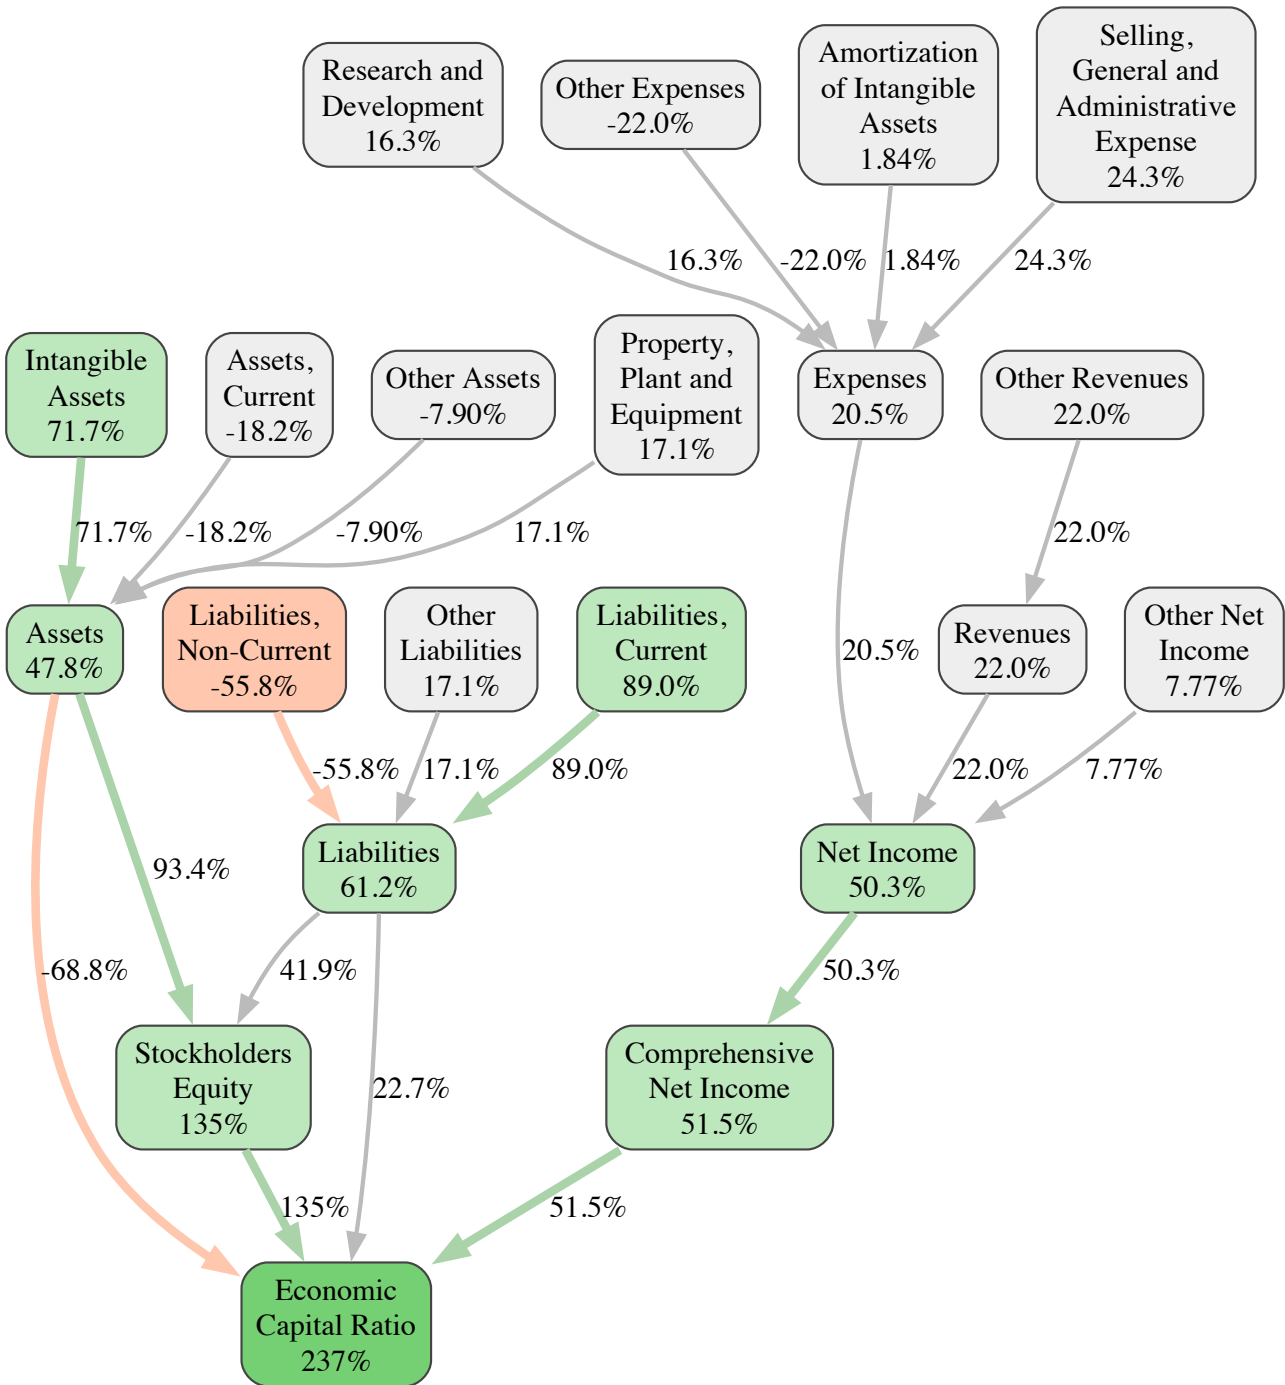 Research and
Development
16.3%
Other Expenses
-22.0%
Amortization
of Intangible
Assets
1.84%
Selling,
General and
Administrative
Expense
24.3%
16.3%
-22.0%
1.84%
24.3%
Intangible
Assets
71.7%
Assets,
Current
-18.2%
Other Assets
-7.90%
Property,
Plant and
Equipment
17.1%
Expenses
20.5%
Other Revenues
22.0%
71.7%
-18.2%
-7.90%
17.1%
22.0%
Assets
47.8%
Liabilities,
Non-Current
-55.8%
Other
Liabilities
17.1%
Liabilities,
Current
89.0%
20.5%
Revenues
22.0%
Other Net
Income
7.77%
-55.8%
17.1%
89.0%
22.0%
7.77%
93.4%
Liabilities
61.2%
Net Income
50.3%
-68.8%
41.9%
50.3%
Stockholders
Equity
135%
22.7%
Comprehensive
Net Income
51.5%
135%
51.5%
Economic
Capital Ratio
237%